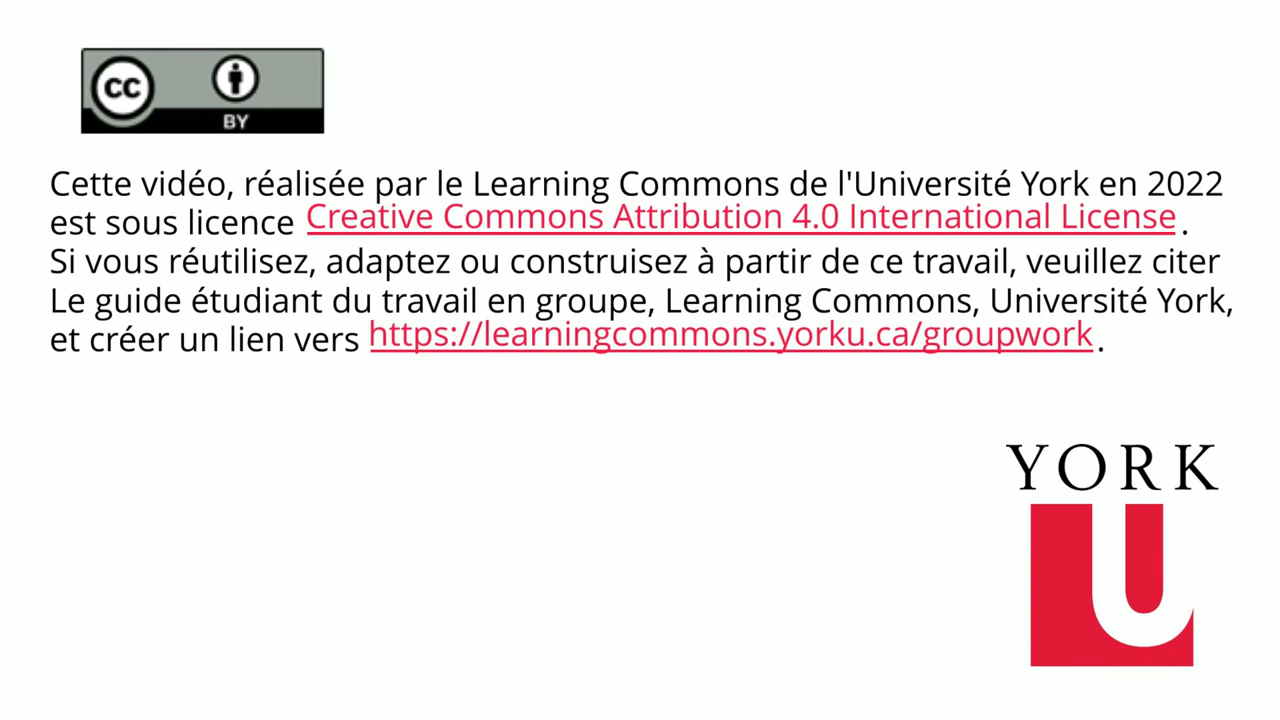 CC
BY
Cette vidéo, réalisée par le Learning Commons de l'Université York en 2022
est sous licence Creative Commons Attribution 4.0 International License.
Si vous réutilisez, adaptez ou construisez à partir de ce travail, veuillez citer
Le guide étudiant du travail en groupe, Learning Commons, Université York,
et créer un lien vers https://learningcommons.yorku.ca/groupwork.
YORK
U